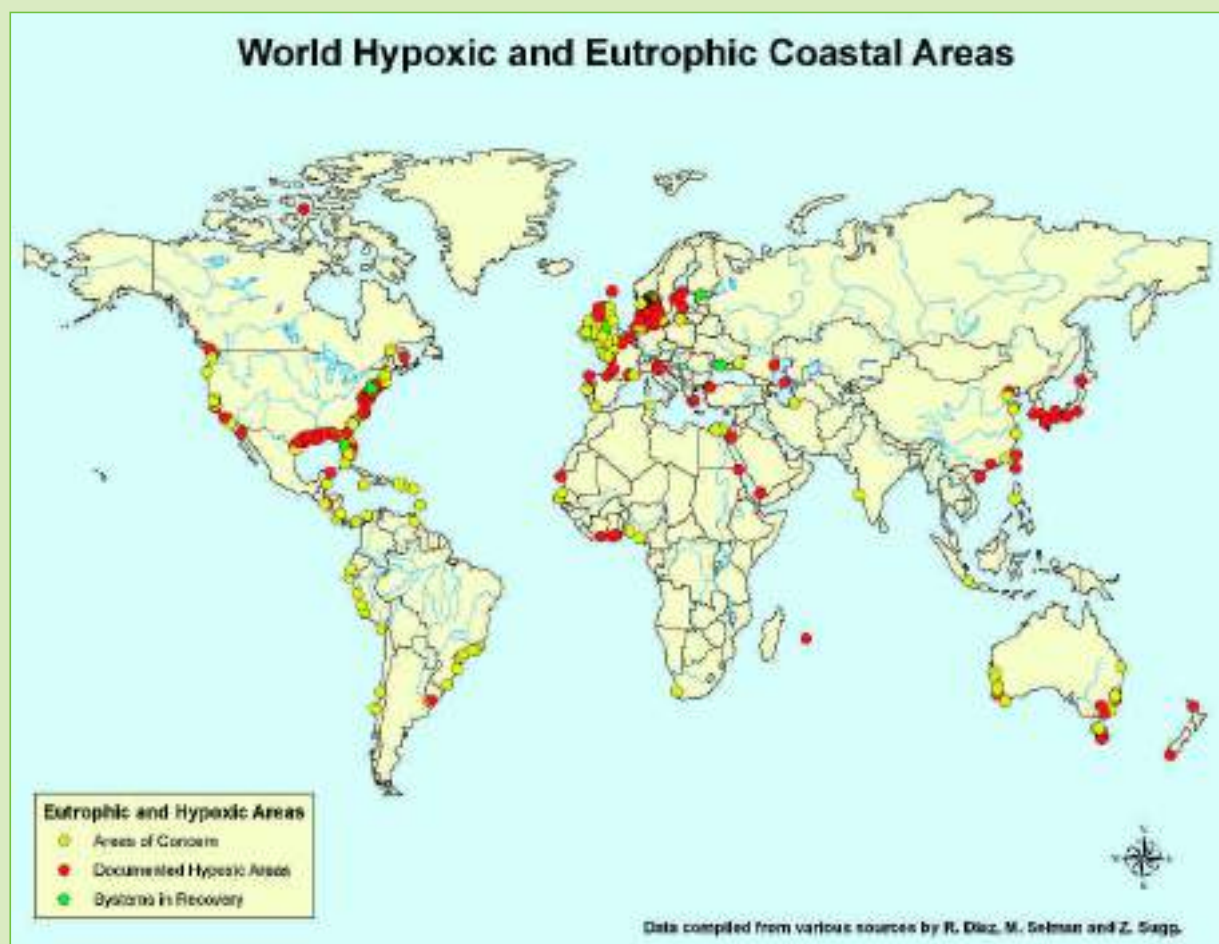 World Hypoxic and Eutrophic Coastal Areas
Eutrophic and Hypoxic Areas
Areas of Concern
Documented Hypoxic Areas
Systems in Recovery
Data compiled from various sources by R. Diaz, M. Selman and Z. Sugg.